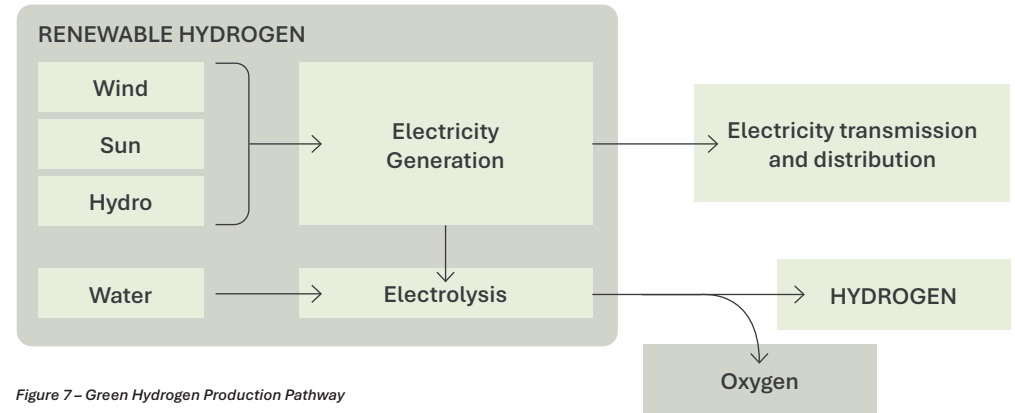 RENEWABLE HYDROGEN
Wind
Sun
Hydro
Water
Electricity
Generation
Electrolysis
Electricity transmission
and distribution
HYDROGEN
Oxygen
Figure 7 – Green Hydrogen Production Pathway